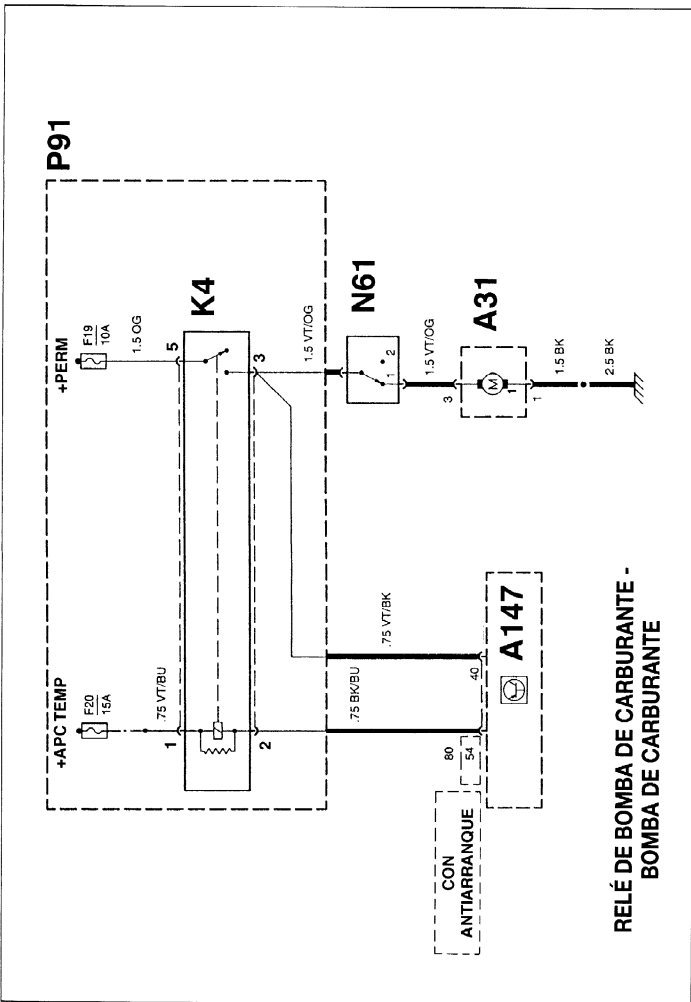 P91
+APC TEMP
F20
15A
+PERM
F19
10A
.75 VT/BU
1.5 OG
1
5
K4
2
3
1.5 VT/OG
.75 BK/BU
.75 VT/BK
N61
1
2
1.5 VT/OG
CON
ANTIARRANQUE
80
54
40
A147
3
A31
M
1
1
1.5 BK
2.5 BK
RELÉ DE BOMBA DE CARBURANTE -
BOMBA DE CARBURANTE